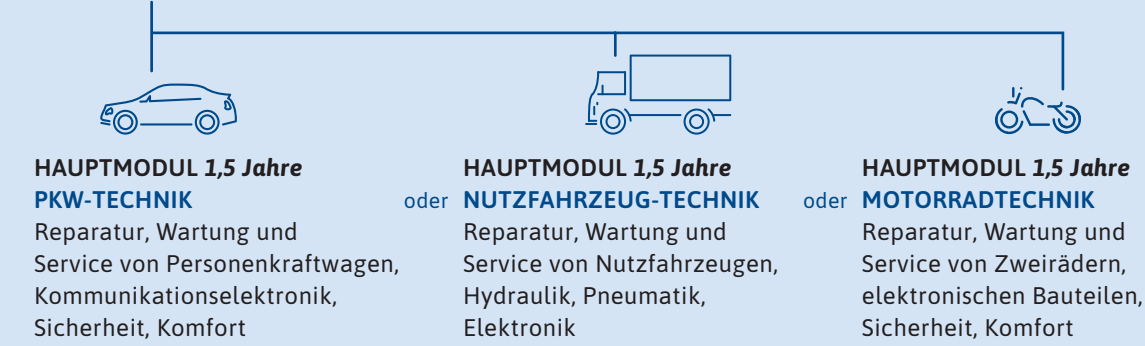 HAUPTMODUL 1,5 Jahre
PKW-TECHNIK
Reparatur, Wartung und
Service von Personenkraftwagen,
Kommunikationselektronik,
Sicherheit, Komfort
oder
HAUPTMODUL 1,5 Jahre
NUTZFAHRZEUG-TECHNIK
Reparatur, Wartung und
Service von Nutzfahrzeugen,
Hydraulik, Pneumatik,
Elektronik
oder
HAUPTMODUL 1,5 Jahre
MOTORRADTECHNIK
Reparatur, Wartung und
Service von Zweirädern,
elektronischen Bauteilen,
Sicherheit, Komfort